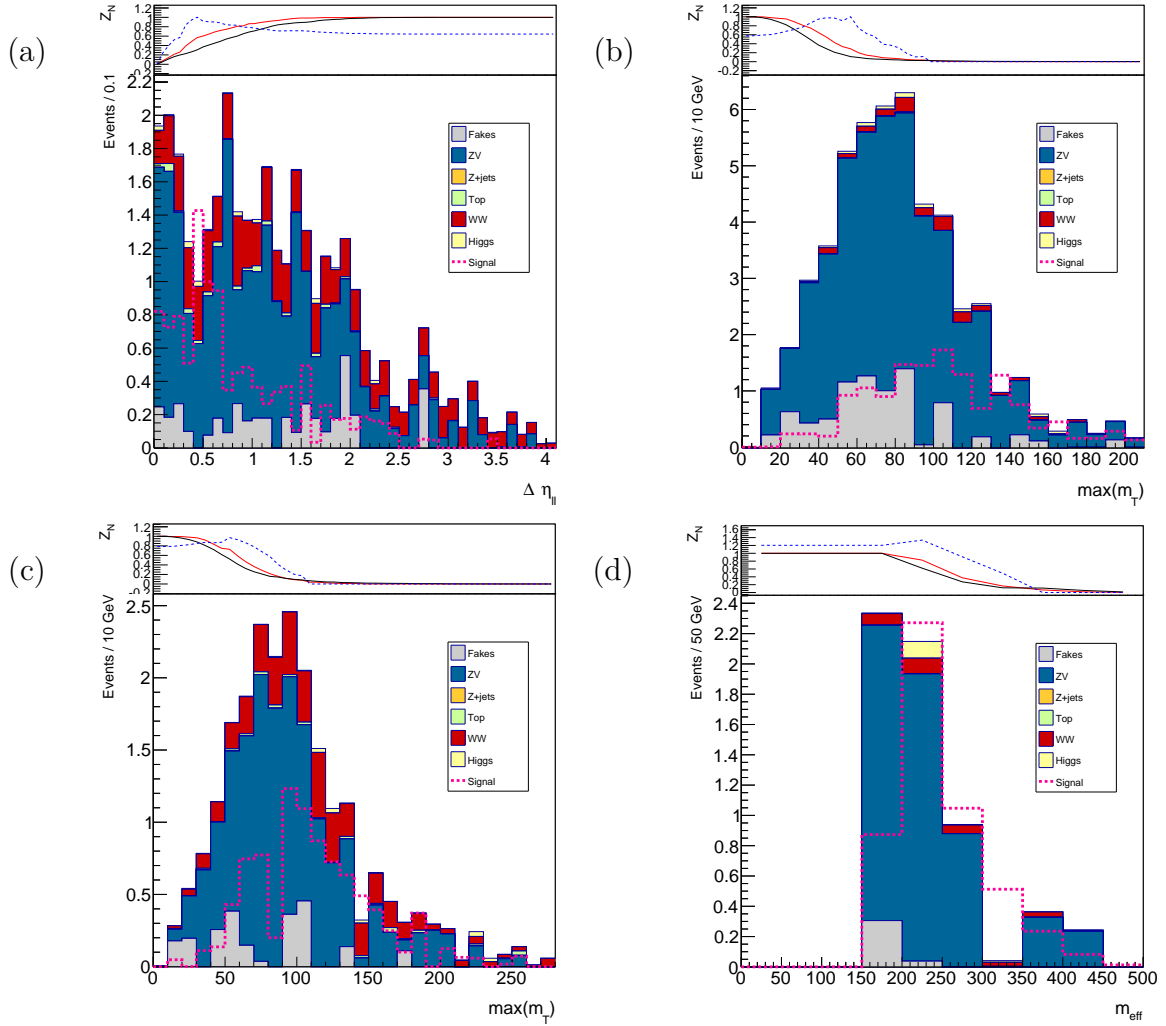 (a)
Z_N
1.2
1
0.8
0.6
0.4
0.2
0
-0.2
Events / 0.1
2.2
2
1.8
1.6
1.4
1.2
1
0.8
0.6
0.4
0.2
0
Fakes
ZV
Z+jets
Top
WW
Higgs
Signal
0 0.5 1 1.5 2 2.5 3 3.5 4
Δ η_ll
(b)
Z_N
1.2
1
0.8
0.6
0.4
0.2
0
-0.2
Events / 10 GeV
6
5
4
3
2
1
0
Fakes
ZV
Z+jets
Top
WW
Higgs
Signal
0 20 40 60 80 100 120 140 160 180 200
max(m_T)
(c)
Z_N
1.2
1
0.8
0.6
0.4
0.2
0
-0.2
Events / 10 GeV
2.5
2
1.5
1
0.5
0
Fakes
ZV
Z+jets
Top
WW
Higgs
Signal
0 50 100 150 200 250
max(m_T)
(d)
Z_N
1.6
1.4
1.2
1
0.8
0.6
0.4
0.2
0
Events / 50 GeV
2.4
2.2
2
1.8
1.6
1.4
1.2
1
0.8
0.6
0.4
0.2
0
Fakes
ZV
Z+jets
Top
WW
Higgs
Signal
0 50 100 150 200 250 300 350 400 450 500
m_eff